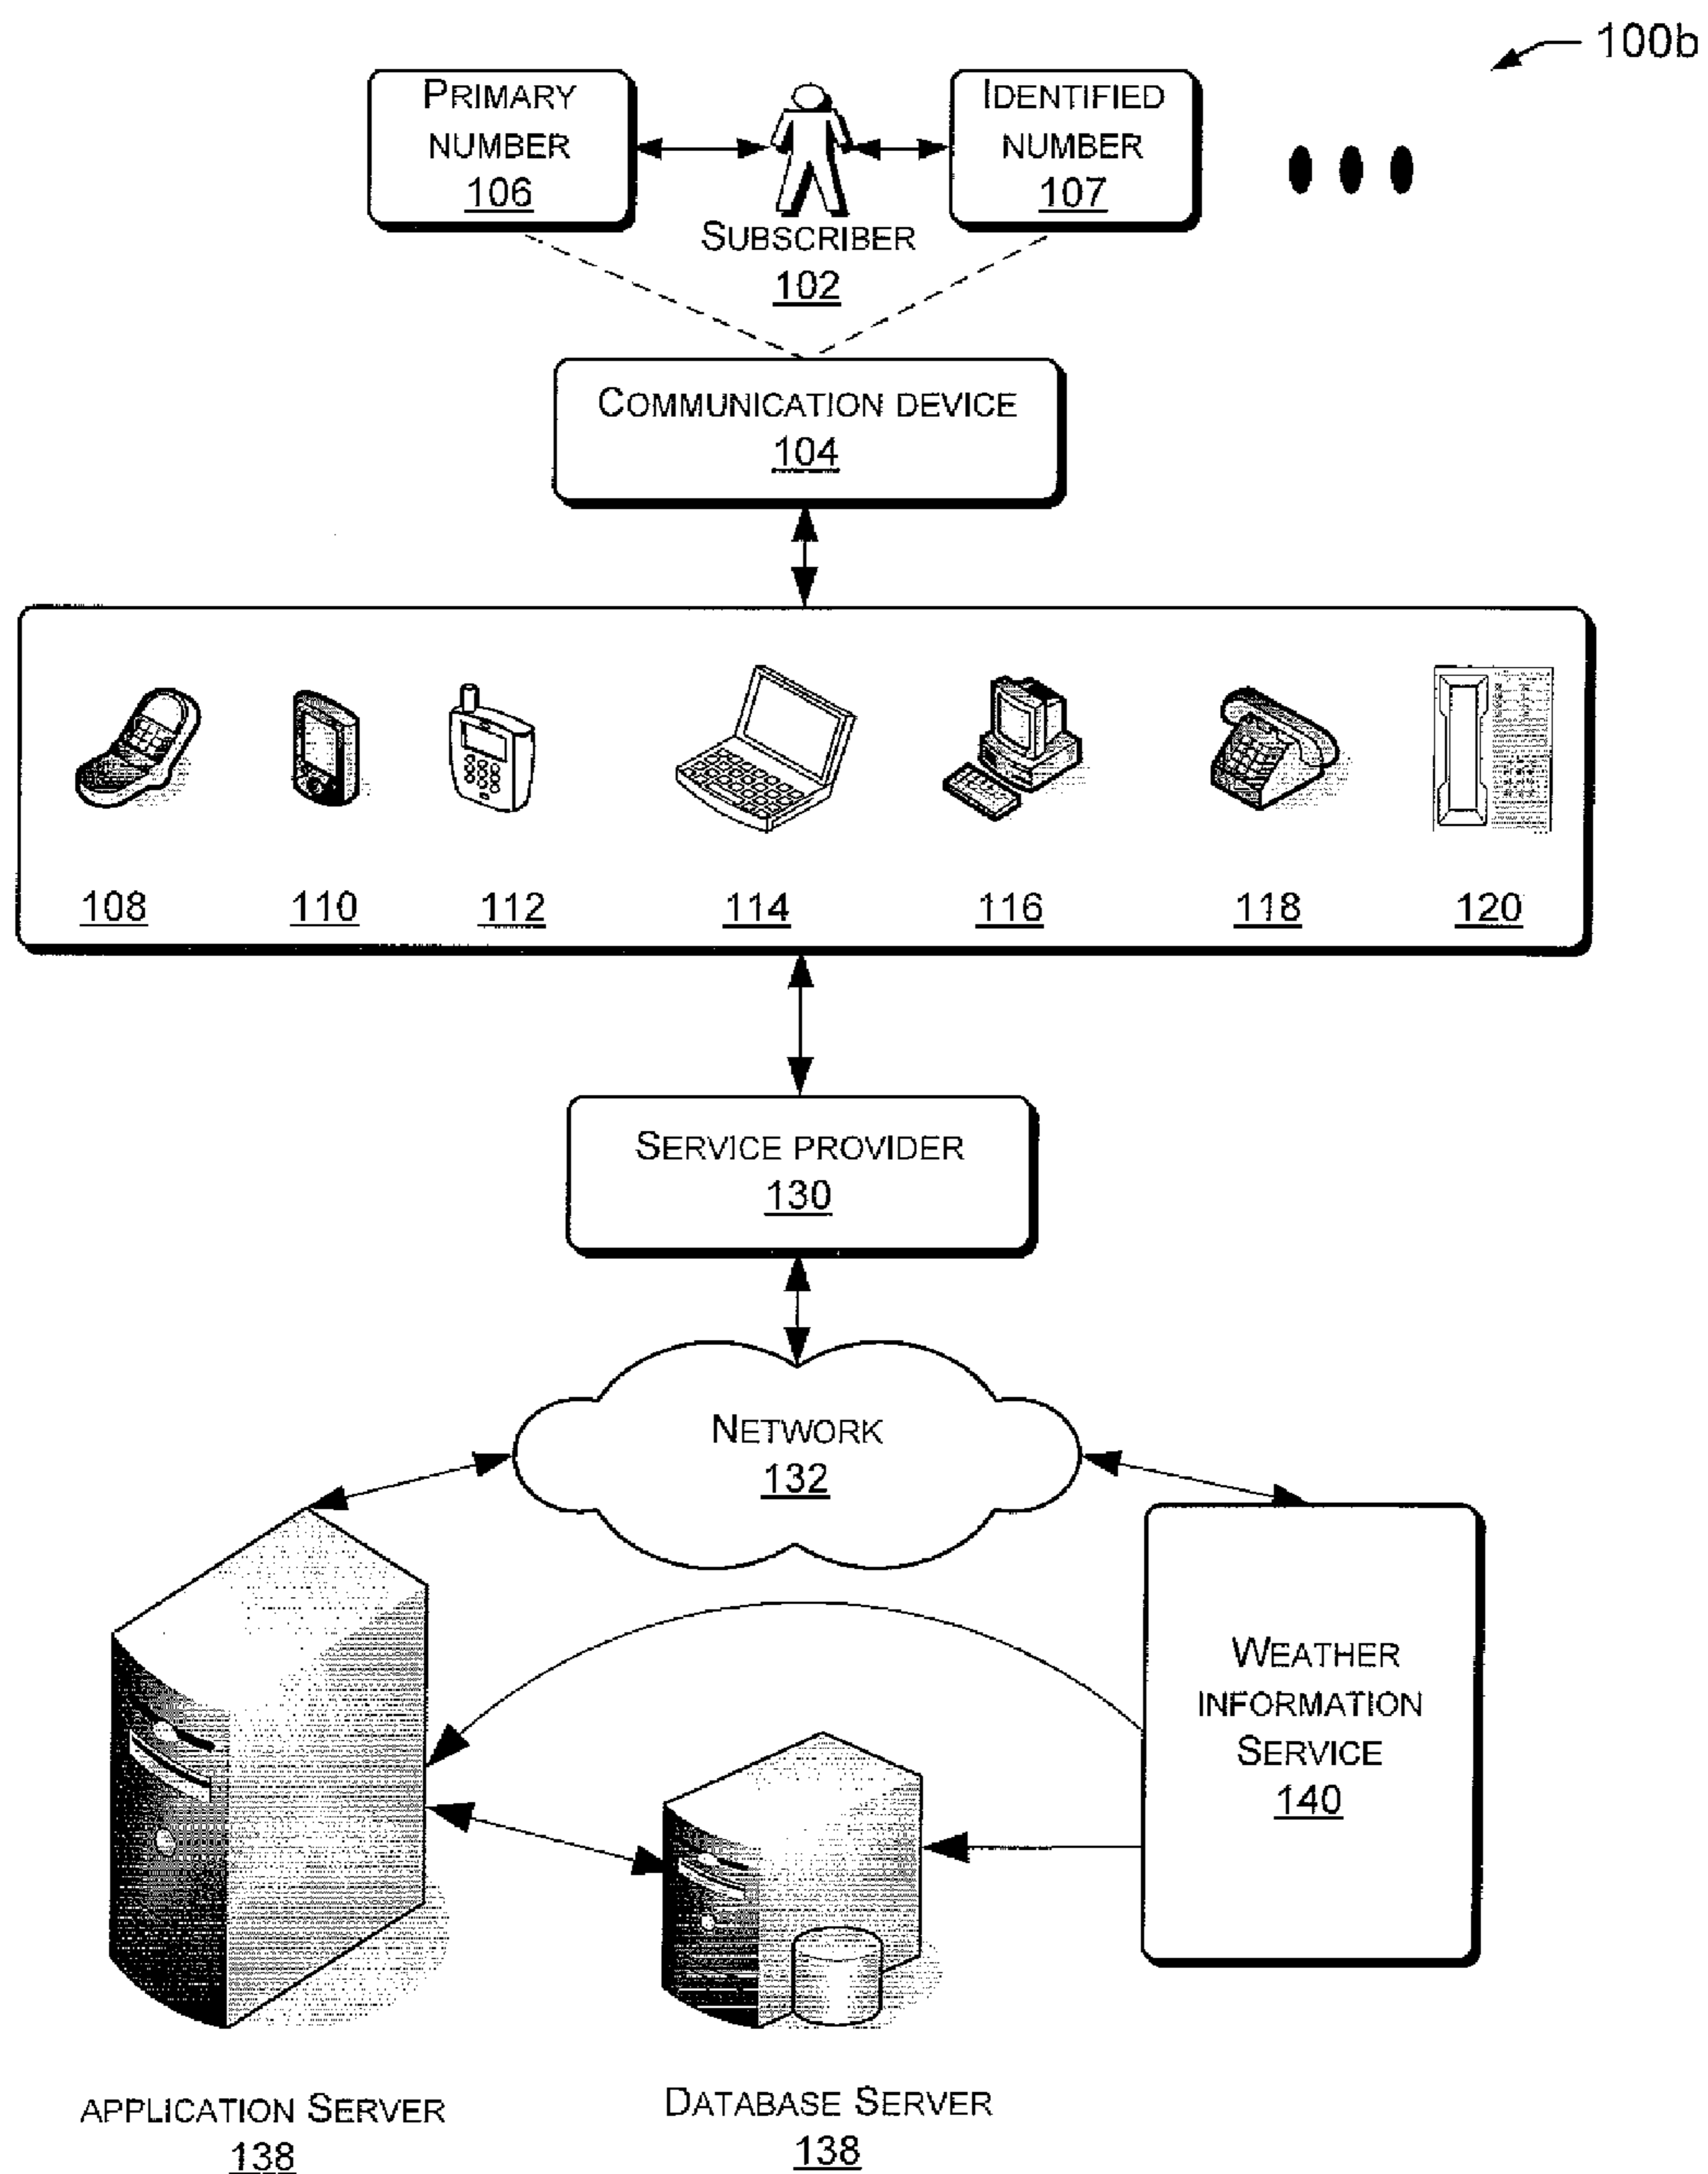 100b
PRIMARY
NUMBER
106
IDENTIFIED
NUMBER
107
SUBSCRIBER
102
COMMUNICATION DEVICE
104
108 110 112 114 116 118 120
SERVICE PROVIDER
130
NETWORK
132
WEATHER
INFORMATION
SERVICE
140
APPLICATION SERVER
138
DATABASE SERVER
138